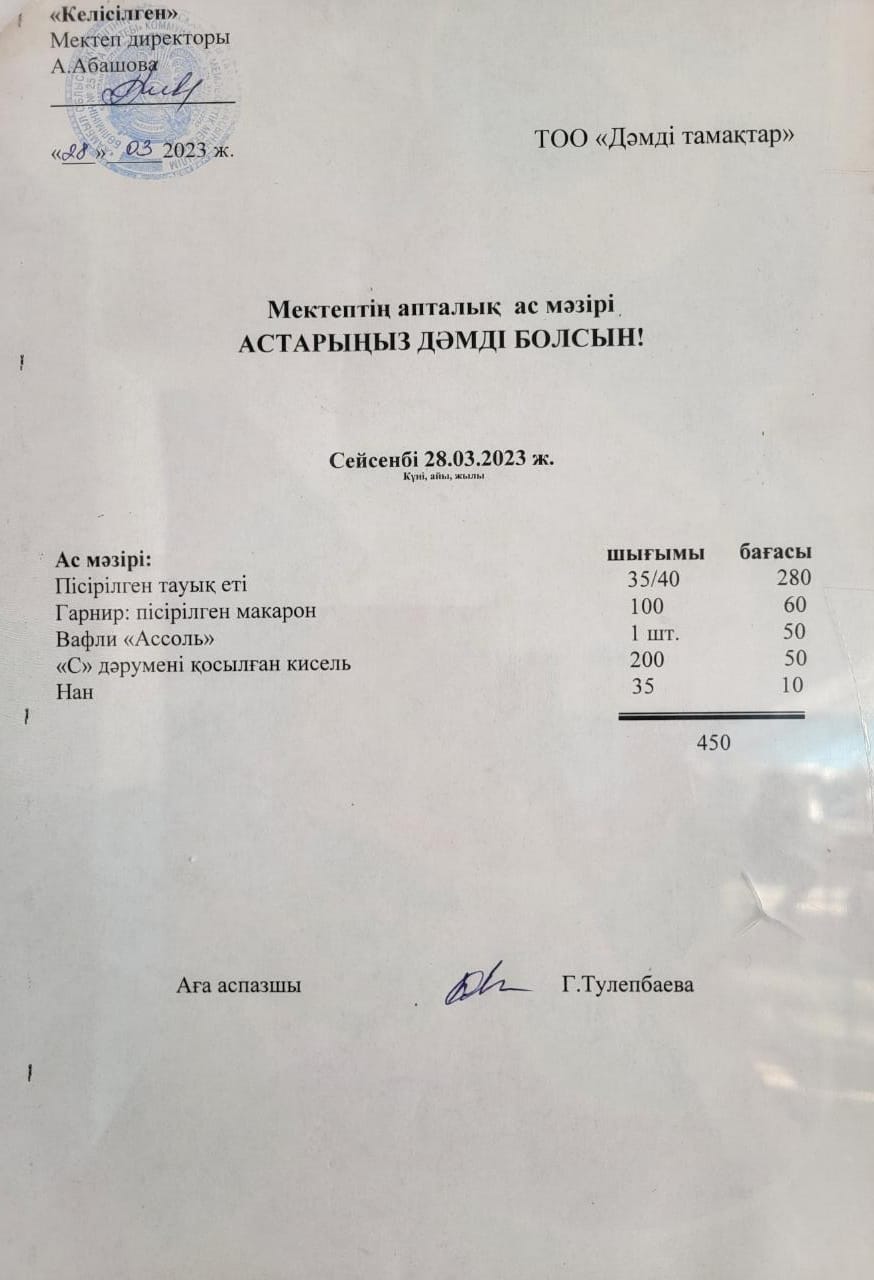 «Келісілген»
Мектеп директоры
А.Абашова
«28» 03 2023 ж.
ТОО «Дәмді тамақтар»
Мектептің апталық ас мәзірі
АСТАРЫҢЫЗ ДӘМДІ БОЛСЫН!
Сейсенбі 28.03.2023 ж.
Күні, айы, жылы
Ас мәзірі: шығымы бағасы
Пісірілген тауық еті 35/40 280
Гарнир: пісірілген макарон 100 60
Вафли «Ассоль» 1 шт. 50
«С» дәрумені қосылған кисель 200 50
Нан 35 10
450
Аға аспазшы Г.Тулепбаева